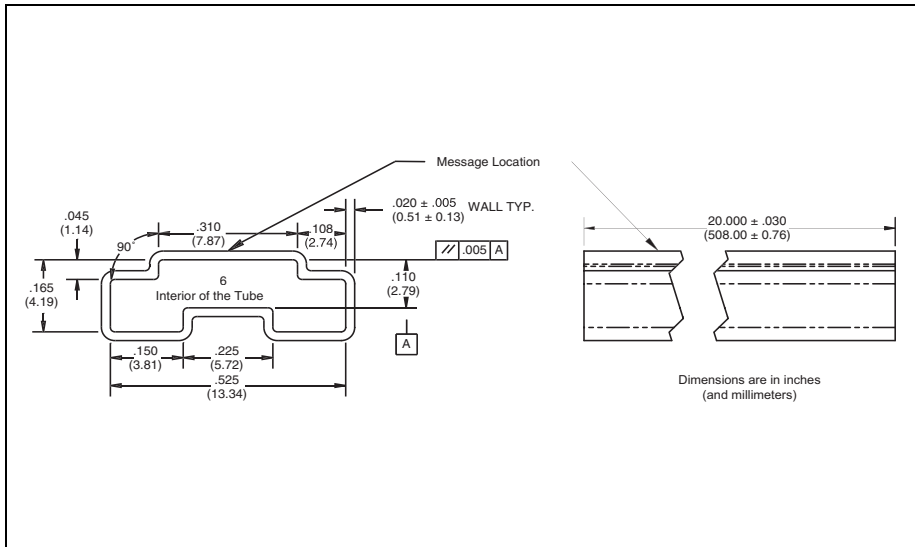 Message Location
.020 ± .005 WALL TYP.
(0.51 ± 0.13)
.045
(1.14)
.310
(7.87)
.108
(2.74)
20.000 ± .030
(508.00 ± 0.76)
90°
// .005 A
.165
(4.19)
6
Interior of the Tube
.110
(2.79)
A
.150
(3.81)
.225
(5.72)
.525
(13.34)
Dimensions are in inches
(and millimeters)